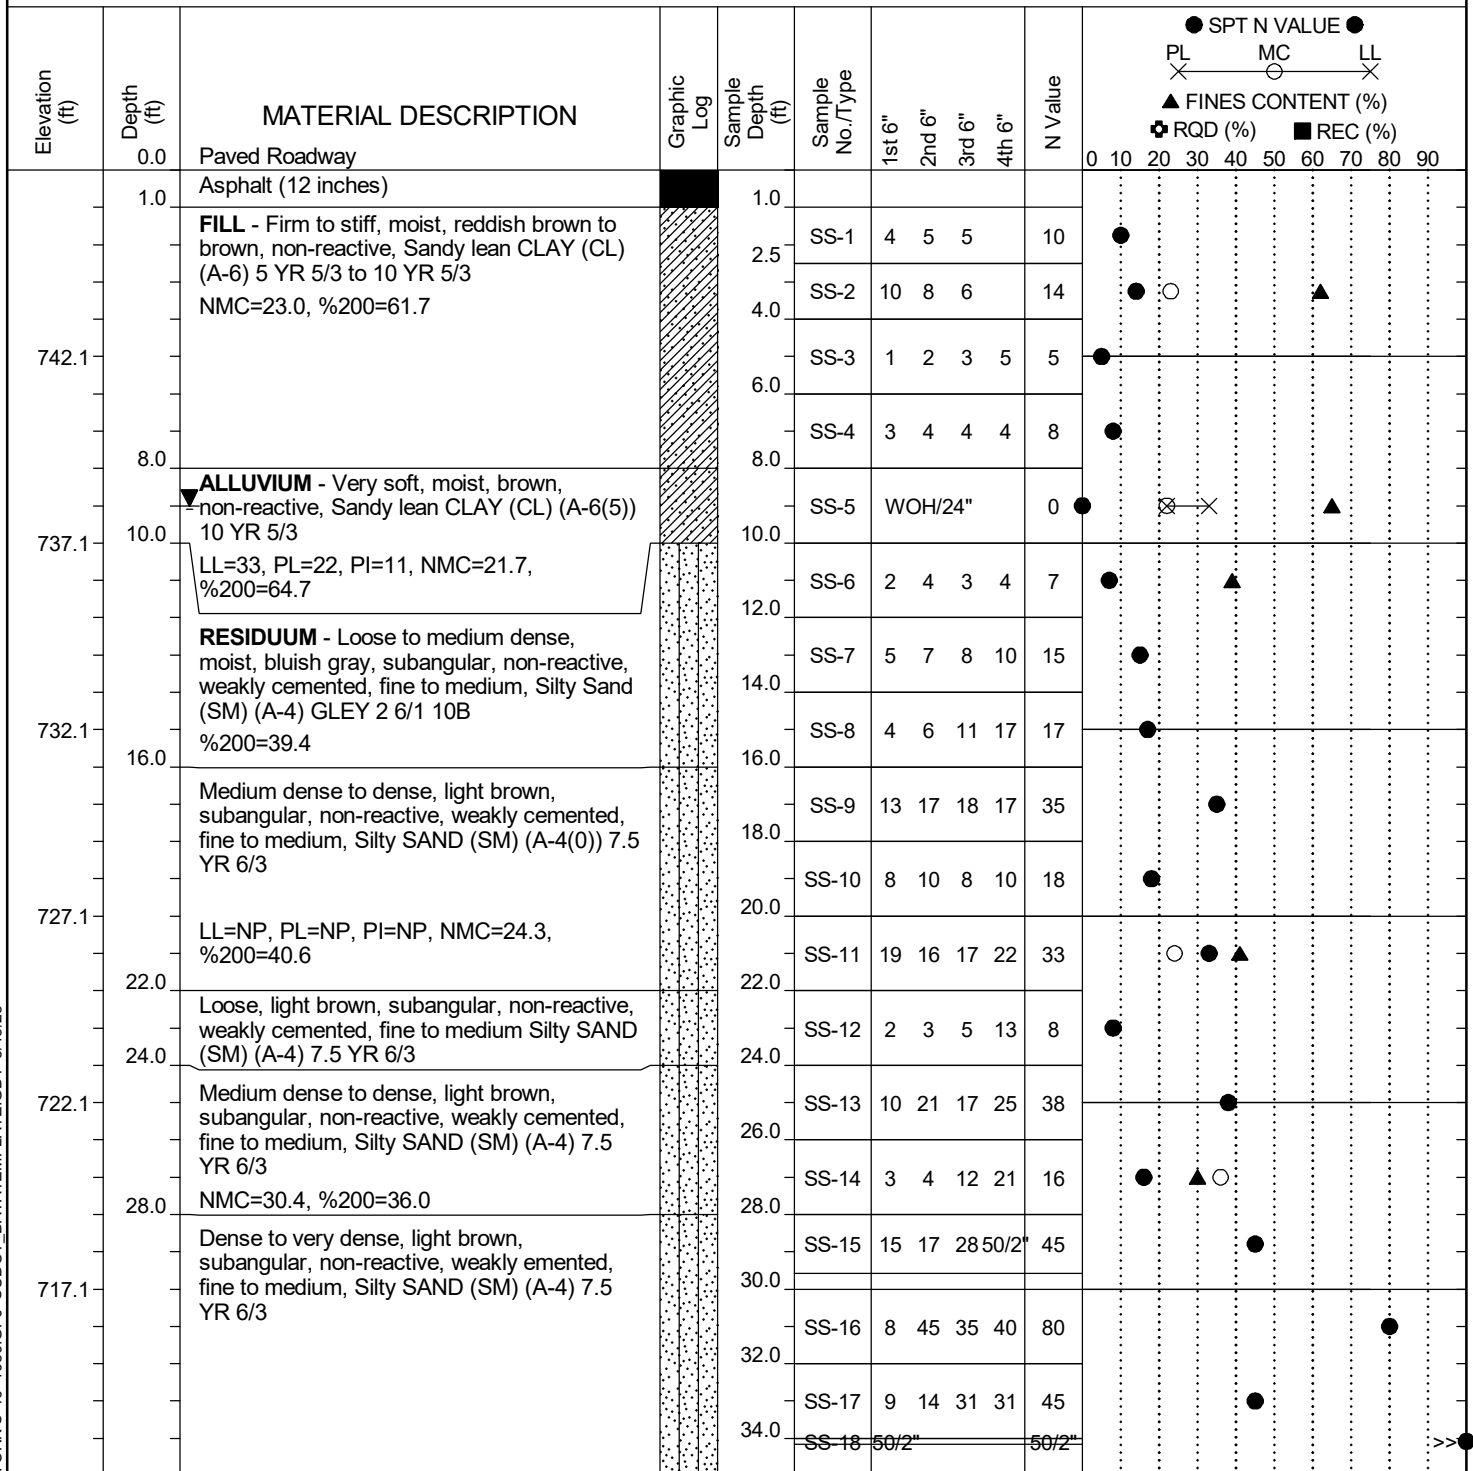 ● SPT N VALUE ●
PL MC LL
▲ FINES CONTENT (%)
RQD (%) ■ REC (%)
Elevation (ft)
Depth (ft)
MATERIAL DESCRIPTION
Graphic Log
Sample Depth (ft)
Sample No./Type
1st 6"
2nd 6"
3rd 6"
4th 6"
N Value
0 10 20 30 40 50 60 70 80 90
0.0 Paved Roadway
Asphalt (12 inches)
1.0 1.0
FILL - Firm to stiff, moist, reddish brown to
brown, non-reactive, Sandy lean CLAY (CL)
(A-6) 5 YR 5/3 to 10 YR 5/3
SS-1 4 5 5 10
2.5
NMC=23.0, %200=61.7
SS-2 10 8 6 14
4.0
742.1
SS-3 1 2 3 5 5
6.0
SS-4 3 4 4 4 8
8.0 8.0
ALLUVIUM - Very soft, moist, brown,
non-reactive, Sandy lean CLAY (CL) (A-6(5))
10 YR 5/3
SS-5 WOH/24" 0
10.0 10.0
737.1
LL=33, PL=22, PI=11, NMC=21.7,
%200=64.7
SS-6 2 4 3 4 7
12.0
RESIDUUM - Loose to medium dense,
moist, bluish gray, subangular, non-reactive,
weakly cemented, fine to medium, Silty Sand
(SM) (A-4) GLEY 2 6/1 10B
SS-7 5 7 8 10 15
14.0
732.1
%200=39.4
SS-8 4 6 11 17 17
16.0 16.0
Medium dense to dense, light brown,
subangular, non-reactive, weakly cemented,
fine to medium, Silty SAND (SM) (A-4(0)) 7.5
YR 6/3
SS-9 13 17 18 17 35
18.0
SS-10 8 10 8 10 18
20.0
727.1
LL=NP, PL=NP, PI=NP, NMC=24.3,
%200=40.6
SS-11 19 16 17 22 33
22.0 22.0
Loose, light brown, subangular, non-reactive,
weakly cemented, fine to medium Silty SAND
(SM) (A-4) 7.5 YR 6/3
SS-12 2 3 5 13 8
24.0 24.0
Medium dense to dense, light brown,
subangular, non-reactive, weakly cemented,
fine to medium, Silty SAND (SM) (A-4) 7.5
YR 6/3
722.1
SS-13 10 21 17 25 38
26.0
NMC=30.4, %200=36.0
SS-14 3 4 12 21 16
28.0 28.0
Dense to very dense, light brown,
subangular, non-reactive, weakly emented,
fine to medium, Silty SAND (SM) (A-4) 7.5
YR 6/3
SS-15 15 17 28 50/2" 45
30.0
717.1
SS-16 8 45 35 40 80
32.0
SS-17 9 14 31 31 45
34.0
SS-18 50/2" 50/2"
>>